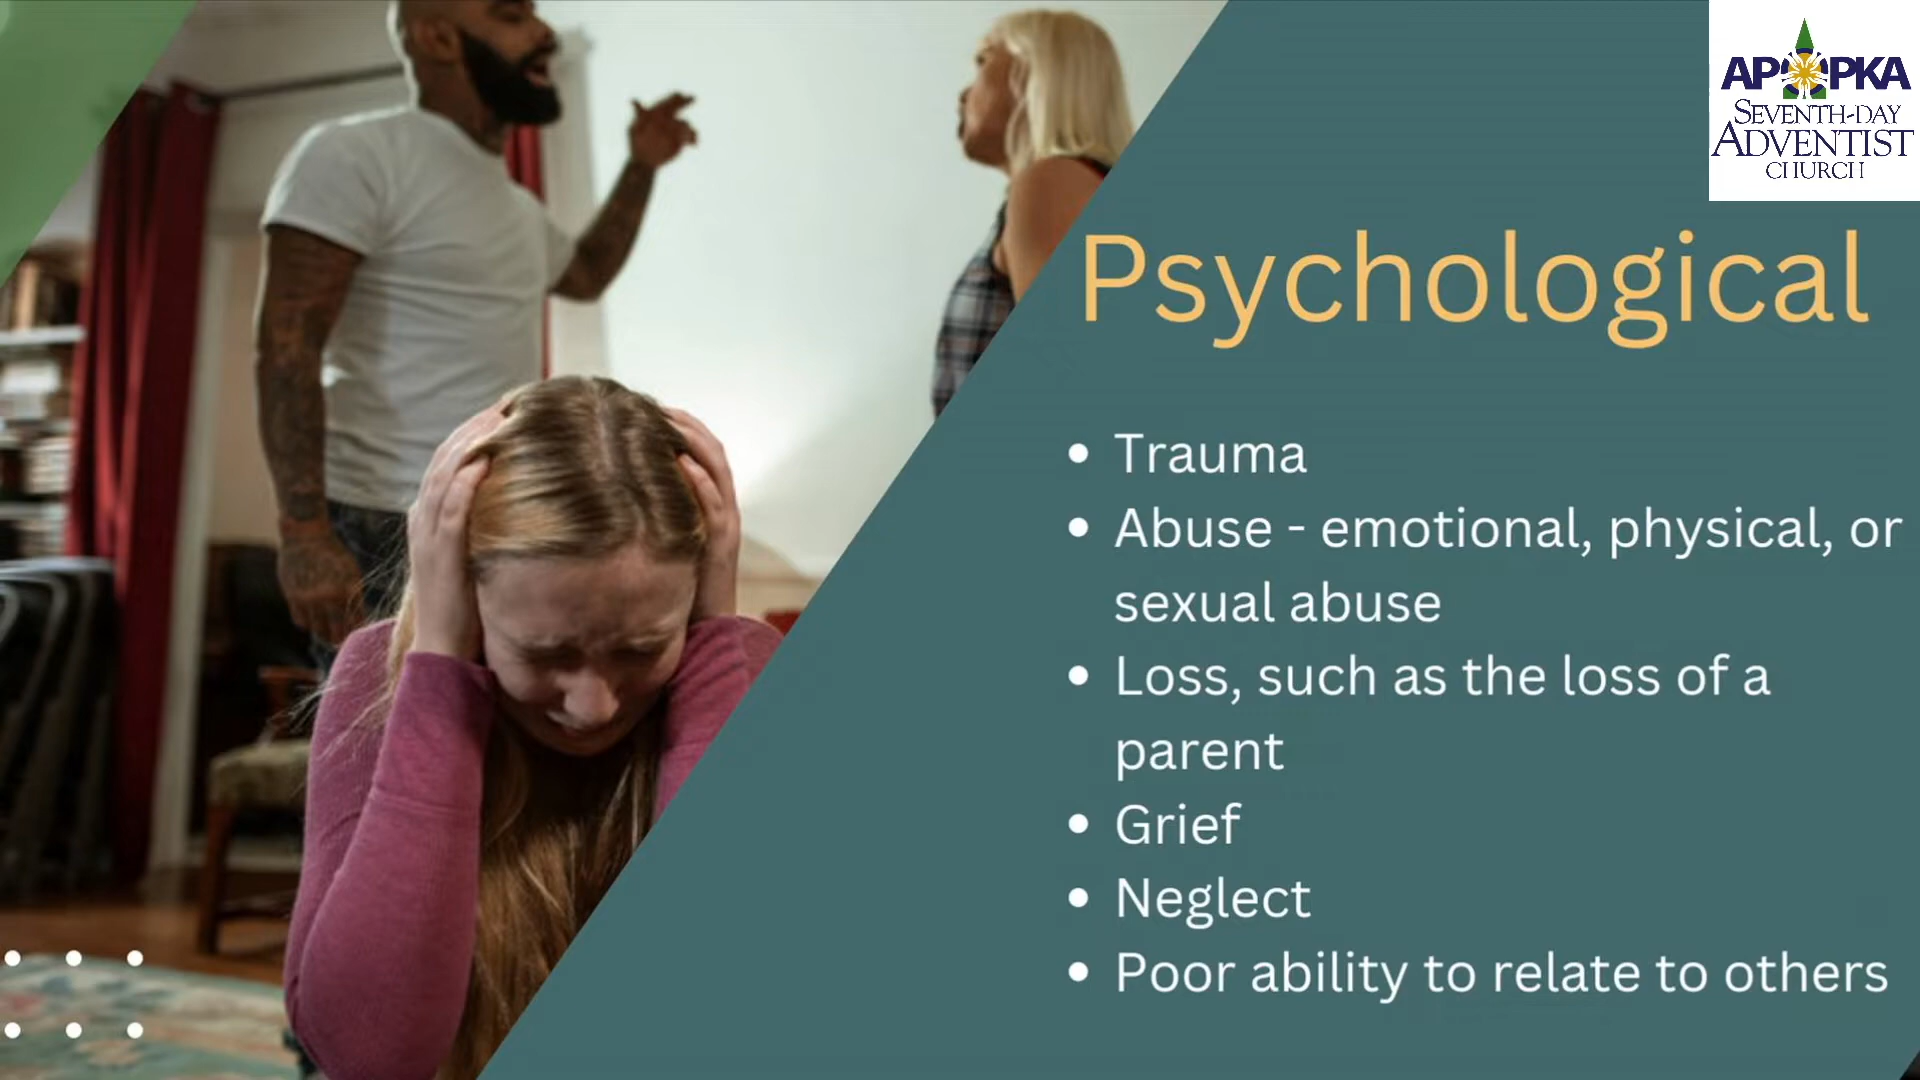 APOPKA
SEVENTH-DAY
ADVENTIST
CHURCH
Psychological
• Trauma
• Abuse - emotional, physical, or
sexual abuse
• Loss, such as the loss of a
parent
• Grief
• Neglect
• Poor ability to relate to others